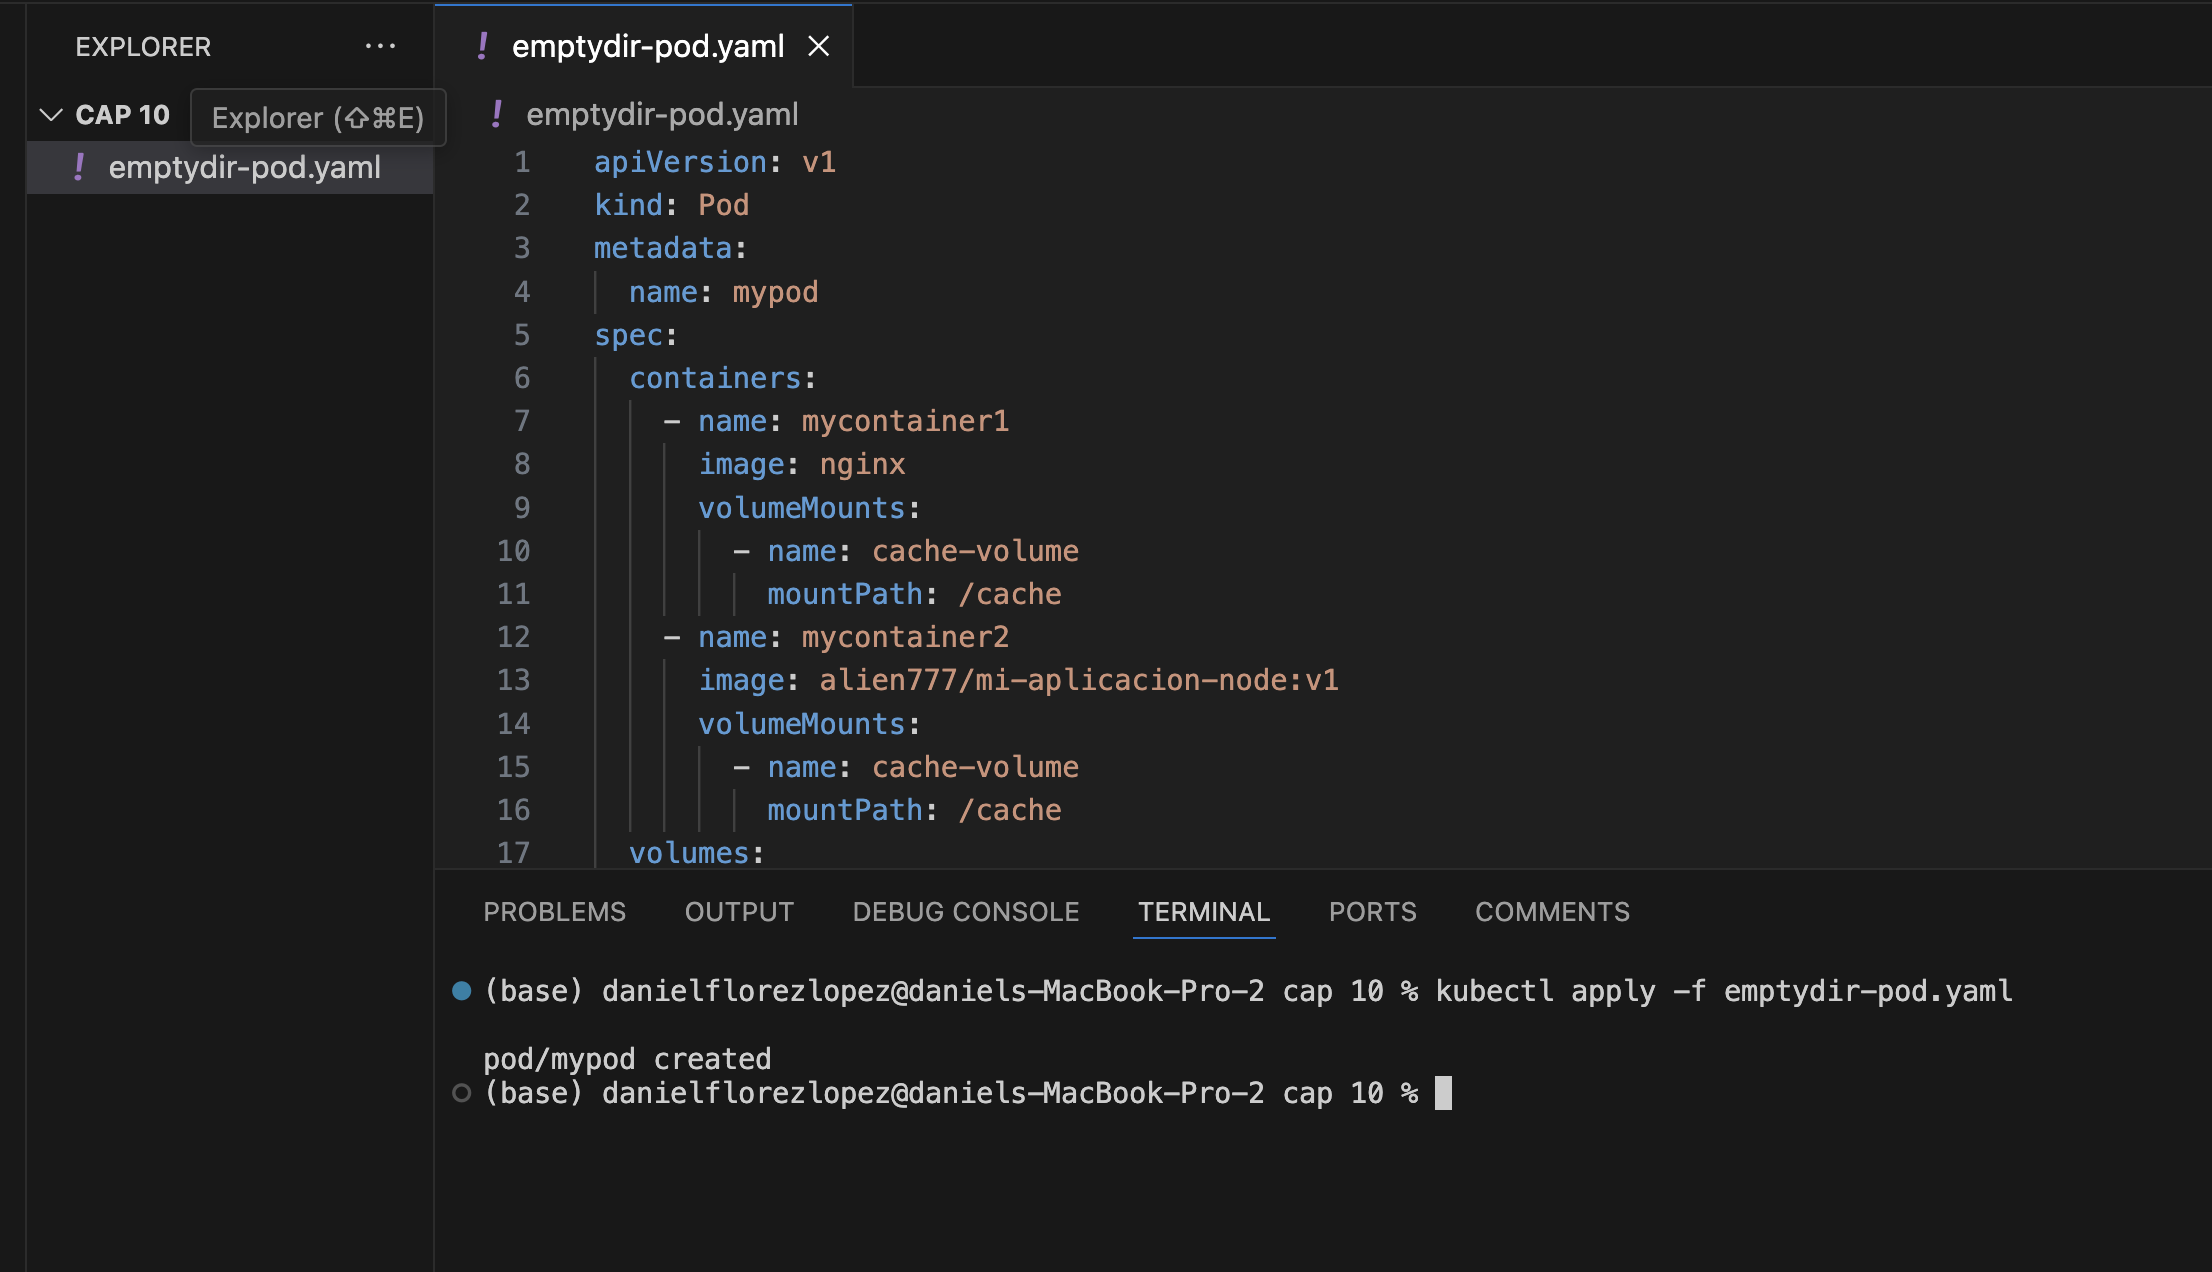 EXPLORER
CAP 10
Explorer (⇧⌘E)
! emptydir-pod.yaml
! emptydir-pod.yaml
! emptydir-pod.yaml
1 apiVersion: v1
2 kind: Pod
3 metadata:
4 name: mypod
5 spec:
6 containers:
7 - name: mycontainer1
8 image: nginx
9 volumeMounts:
10 - name: cache-volume
11 mountPath: /cache
12 - name: mycontainer2
13 image: alien777/mi-aplicacion-node:v1
14 volumeMounts:
15 - name: cache-volume
16 mountPath: /cache
17 volumes:
PROBLEMS OUTPUT DEBUG CONSOLE TERMINAL PORTS COMMENTS
(base) danielflorezlopez@daniels-MacBook-Pro-2 cap 10 % kubectl apply -f emptydir-pod.yaml
pod/mypod created
(base) danielflorezlopez@daniels-MacBook-Pro-2 cap 10 %